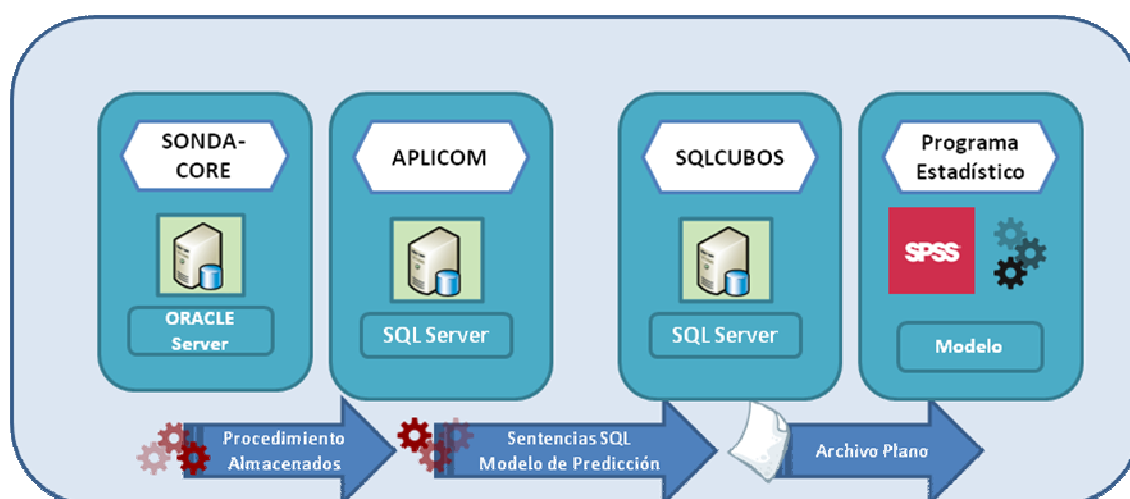 SONDA-
CORE
ORACLE
Server
APLICOM
SQL Server
SQLCUBOS
SQL Server
Programa
Estadístico
SPSS
Modelo
Procedimiento
Almacenados
Sentencias SQL
Modelo de Predicción
Archivo Plano